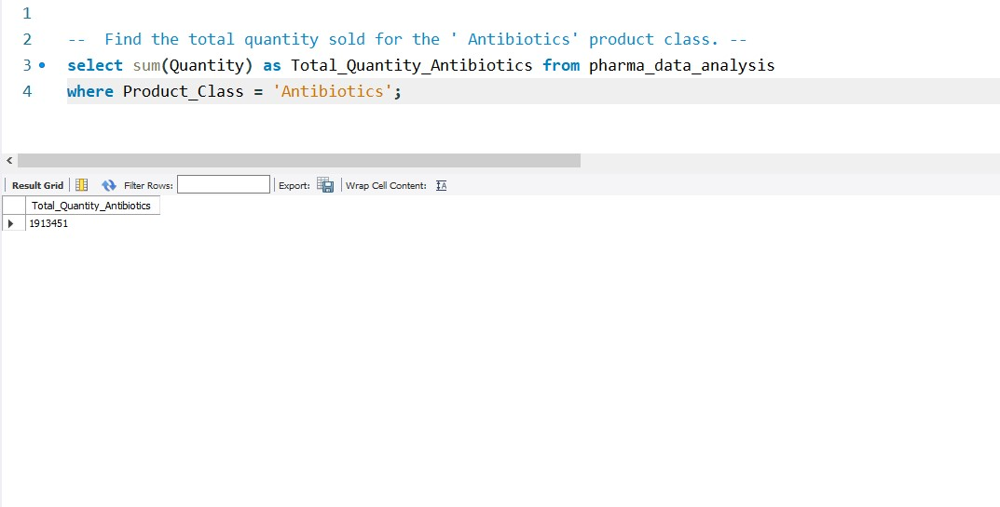 1
2 --  Find the total quantity sold for the ' Antibiotics' product class. --
3 select sum(Quantity) as Total_Quantity_Antibiotics from pharma_data_analysis
4 where Product_Class = 'Antibiotics';
Result Grid Filter Rows: Export: Wrap Cell Content:
Total_Quantity_Antibiotics
1913451